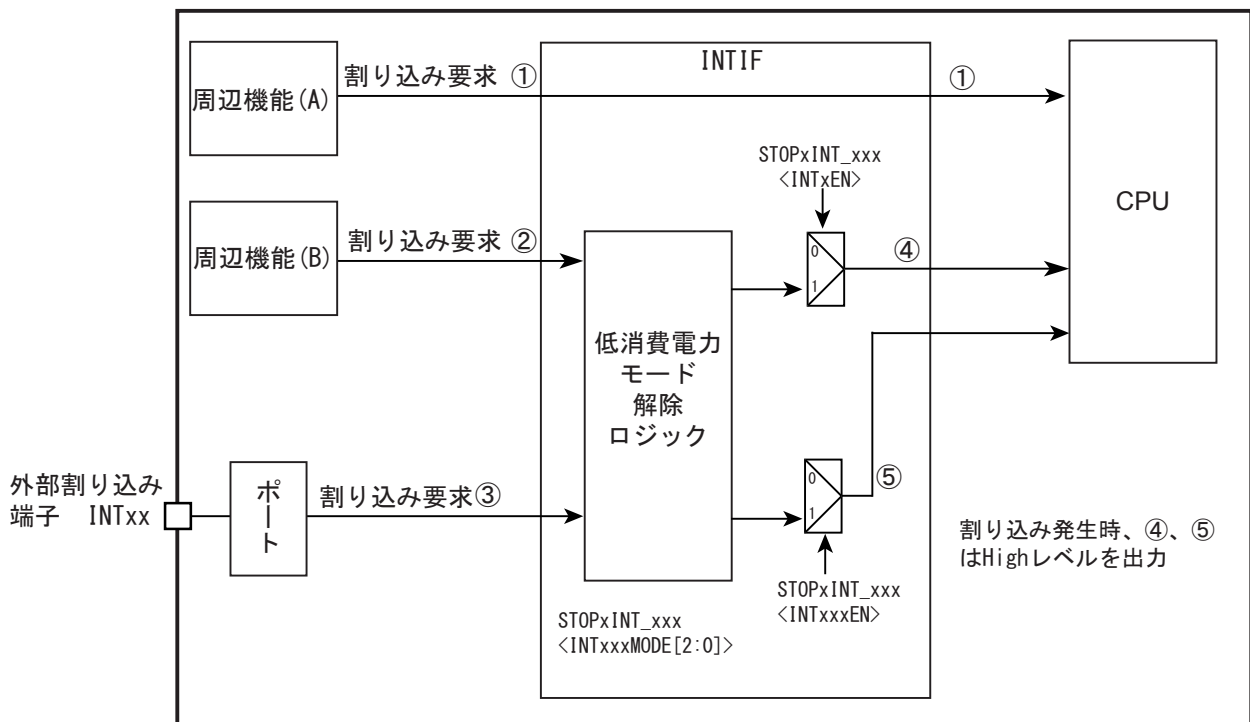 INTIF
周辺機能(A)
割り込み要求 ①
①
CPU
STOPxINT_xxx
<INTxEN>
周辺機能(B)
割り込み要求 ②
0
1
④
低消費電力
モード
解除
ロジック
外部割り込み
端子 INTxx
ポート
割り込み要求③
0
1
⑤
STOPxINT_xxx
<INTxxxEN>
STOPxINT_xxx
<INTxxxMODE[2:0]>
割り込み発生時、④、⑤
はHighレベルを出力